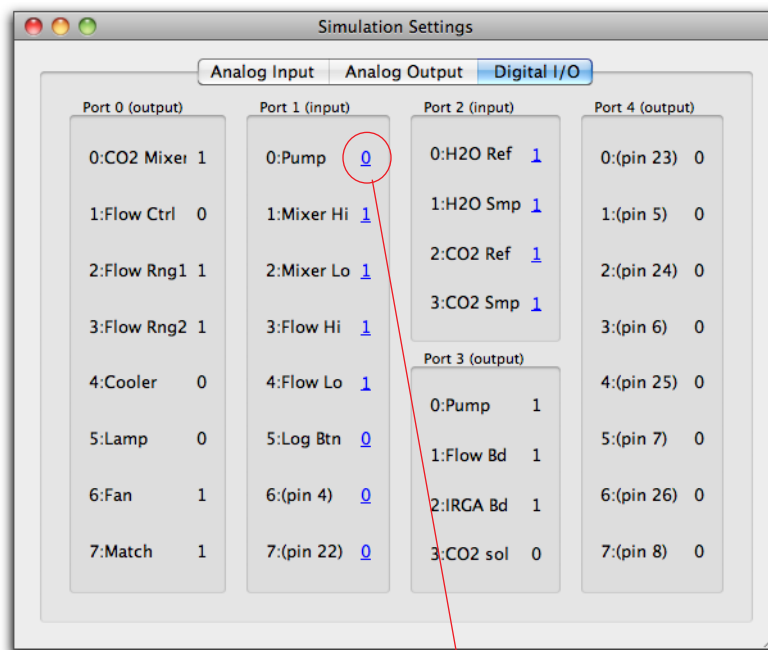 Simulation Settings
Analog Input Analog Output Digital I/O
Port 0 (output)
0:CO2 Mixer 1
1:Flow Ctrl 0
2:Flow Rng1 1
3:Flow Rng2 1
4:Cooler 0
5:Lamp 0
6:Fan 1
7:Match 1
Port 1 (input)
0:Pump 0
1:Mixer Hi 1
2:Mixer Lo 1
3:Flow Hi 1
4:Flow Lo 1
5:Log Btn 0
6:(pin 4) 0
7:(pin 22) 0
Port 2 (input)
0:H2O Ref 1
1:H2O Smp 1
2:CO2 Ref 1
3:CO2 Smp 1
Port 3 (output)
0:Pump 1
1:Flow Bd 1
2:IRGA Bd 1
3:CO2 sol 0
Port 4 (output)
0:(pin 23) 0
1:(pin 5) 0
2:(pin 24) 0
3:(pin 6) 0
4:(pin 25) 0
5:(pin 7) 0
6:(pin 26) 0
7:(pin 8) 0